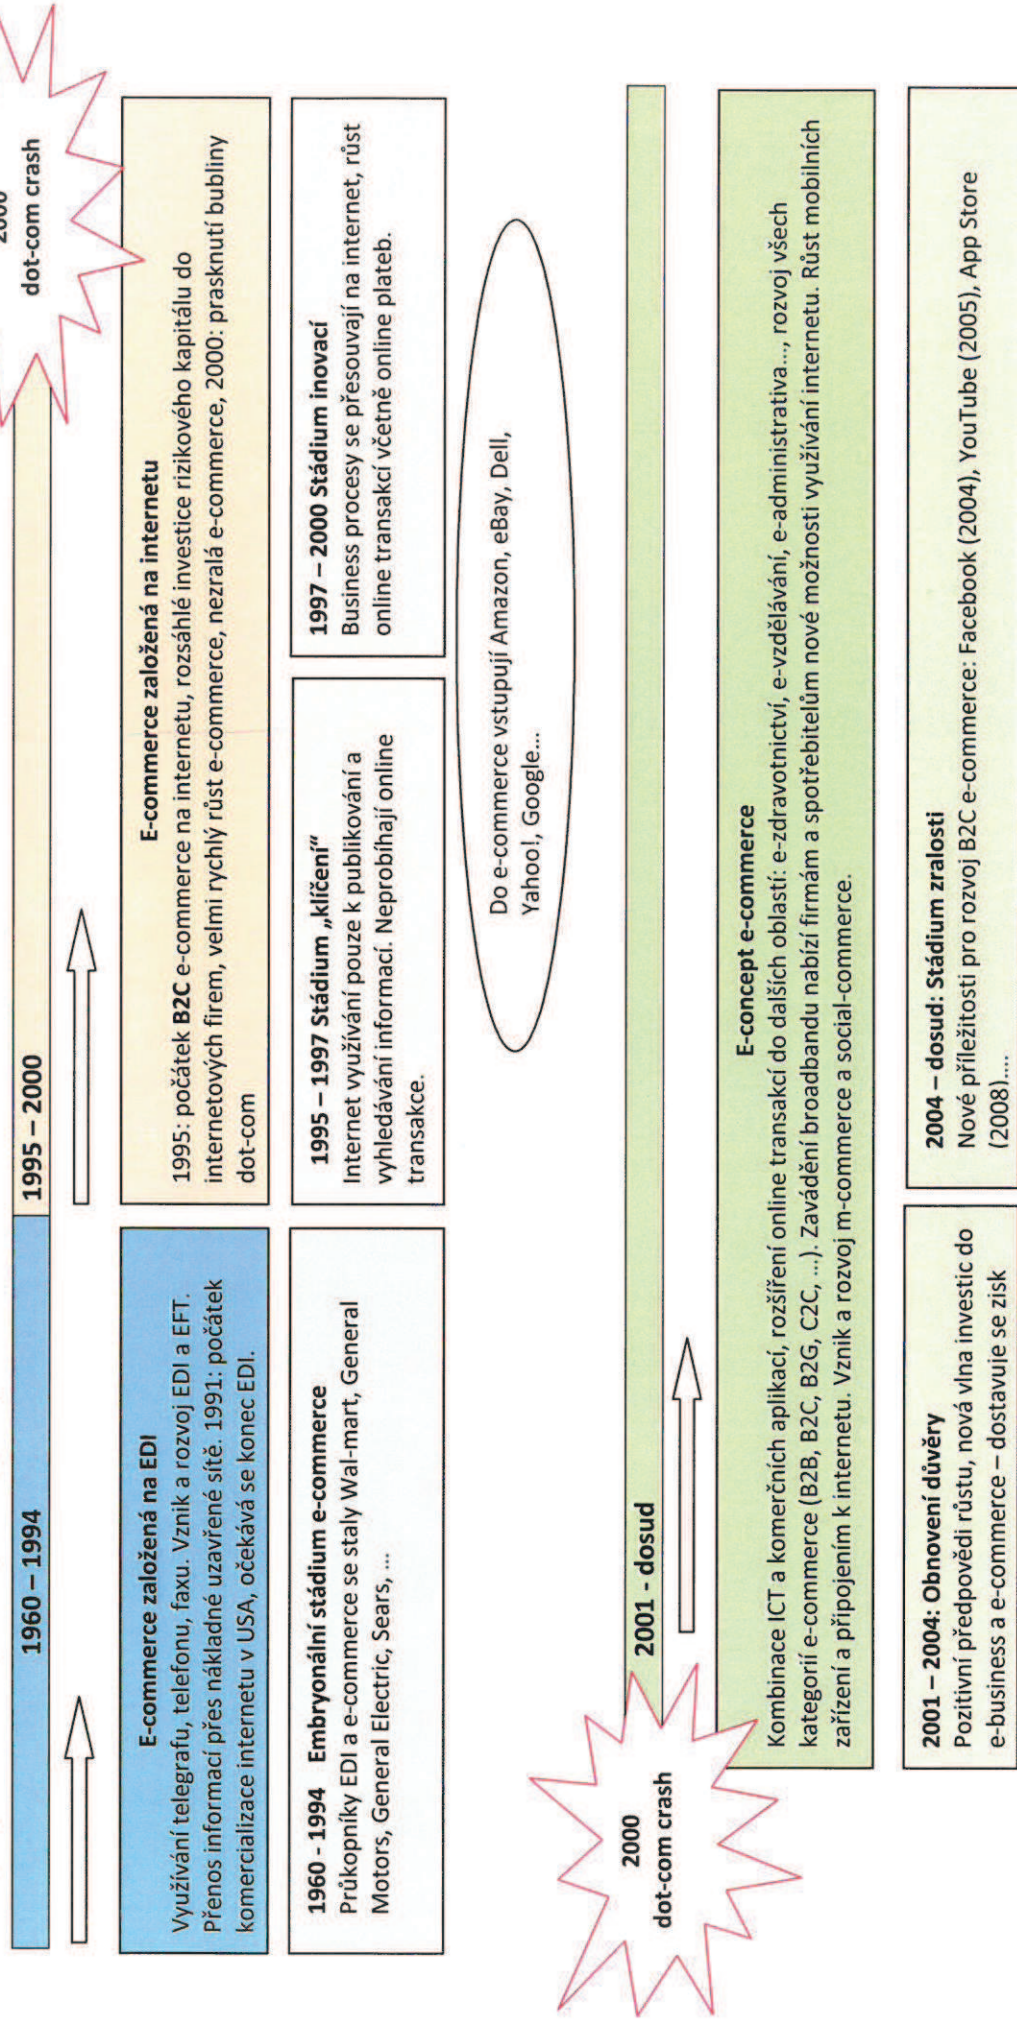 1960 – 1994
1995 – 2000
2000
dot-com crash
E-commerce založená na EDI
Využívání telegrafu, telefonu, faxu. Vznik a rozvoj EDI a EFT.
Přenos informací přes nákladné uzavřené sítě. 1991: počátek
komercializace internetu v USA, očekává se konec EDI.
E-commerce založená na internetu
1995: počátek B2C e-commerce na internetu, rozsáhlé investice rizikového kapitálu do
internetových firem, velmi rychlý růst e-commerce, nezralá e-commerce, 2000: prasknutí bubliny
dot-com
1960 - 1994 Embryonální stádium e-commerce
Průkopníky EDI a e-commerce se staly Wal-mart, General
Motors, General Electric, Sears, ...
1995 – 1997 Stádium „klíčení“
Internet využívání pouze k publikování a
vyhledávání informací. Neprobíhají online
transakce.
1997 – 2000 Stádium inovací
Business procesy se přesouvají na internet, růst
online transakcí včetně online plateb.
Do e-commerce vstupují Amazon, eBay, Dell,
Yahoo!, Google...
2000
dot-com crash
2001 - dosud
E-concept e-commerce
Kombinace ICT a komerčních aplikací, rozšíření online transakcí do dalších oblastí: e-zdravotnictví, e-vzdělávání, e-administrativa..., rozvoj všech
kategorií e-commerce (B2B, B2C, B2G, C2C, ...). Zavádění broadbandu nabízí firmám a spotřebitelům nové možnosti využívání internetu. Růst mobilních
zařízení a připojením k internetu. Vznik a rozvoj m-commerce a social-commerce.
2001 – 2004: Obnovení důvěry
Pozitivní předpovědi růstu, nová vlna investic do
e-business a e-commerce – dostavuje se zisk
2004 – dosud: Stádium zralosti
Nové příležitosti pro rozvoj B2C e-commerce: Facebook (2004), YouTube (2005), App Store
(2008)....